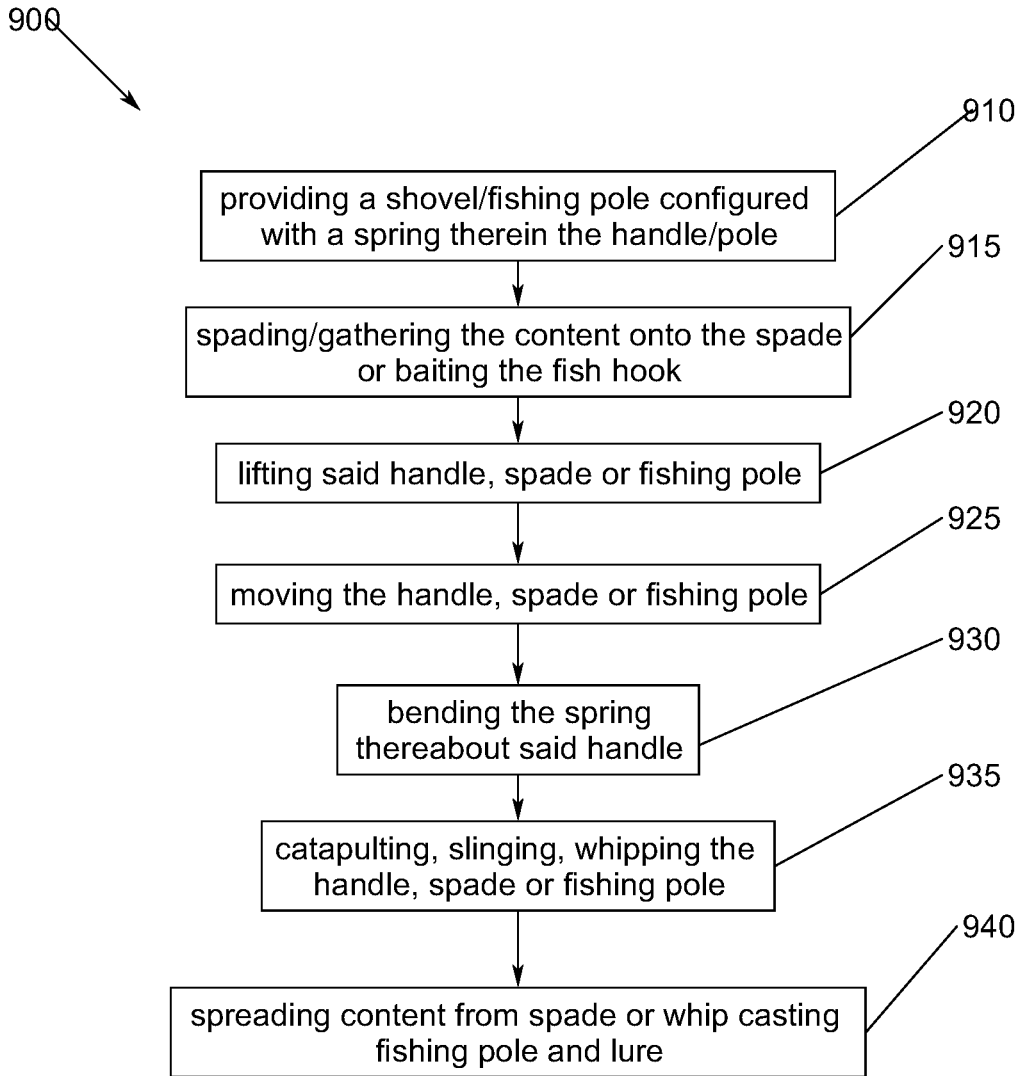 900
910
providing a shovel/fishing pole configured
with a spring therein the handle/pole
915
spading/gathering the content onto the spade
or baiting the fish hook
920
lifting said handle, spade or fishing pole
925
moving the handle, spade or fishing pole
930
bending the spring
thereabout said handle
935
catapulting, slinging, whipping the
handle, spade or fishing pole
940
spreading content from spade or whip casting
fishing pole and lure